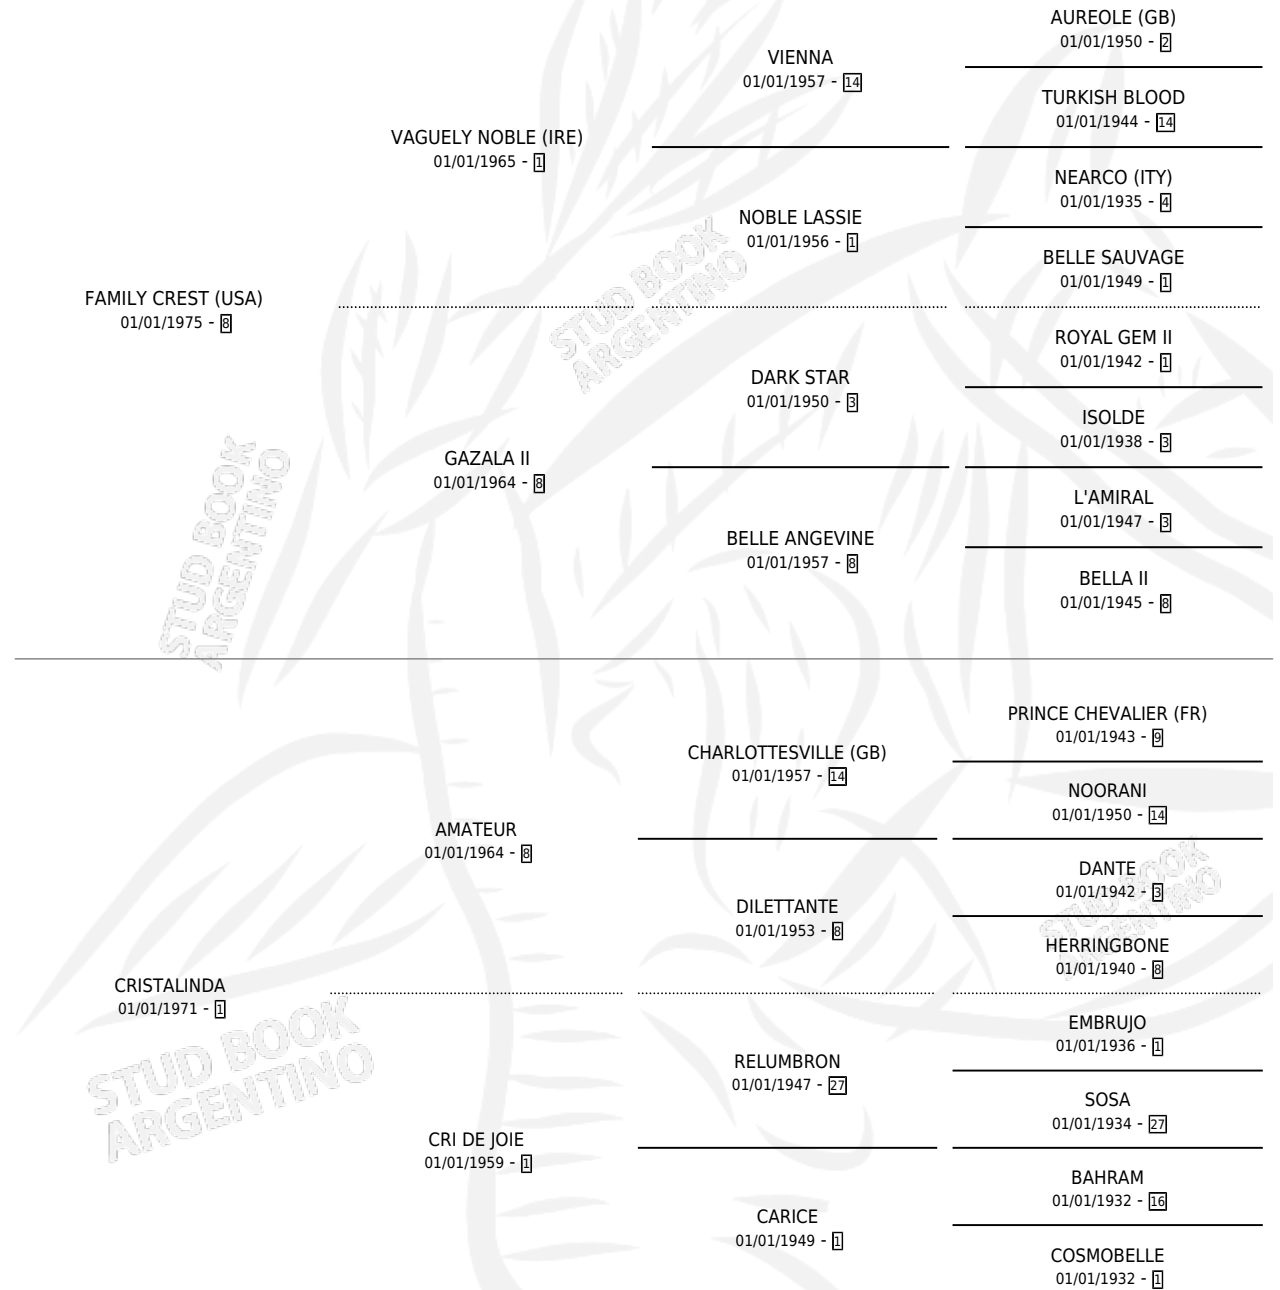 AUREOLE (GB)
01/01/1950 - 2
VIENNA
01/01/1957 - 14
TURKISH BLOOD
01/01/1944 - 14
VAGUELY NOBLE (IRE)
01/01/1965 - 1
NEARCO (ITY)
01/01/1935 - 4
NOBLE LASSIE
01/01/1956 - 1
BELLE SAUVAGE
01/01/1949 - 1
FAMILY CREST (USA)
01/01/1975 - 8
STUD BOOK
ARGENTINO
ROYAL GEM II
01/01/1942 - 1
DARK STAR
01/01/1950 - 3
ISOLDE
01/01/1938 - 3
GAZALA II
01/01/1964 - 8
L'AMIRAL
01/01/1947 - 3
BELLE ANGEVINE
01/01/1957 - 8
BELLA II
01/01/1945 - 8
STUD BOOK
ARGENTINO
PRINCE CHEVALIER (FR)
01/01/1943 - 9
CHARLOTTESVILLE (GB)
01/01/1957 - 14
NOORANI
01/01/1950 - 14
AMATEUR
01/01/1964 - 8
DANTE
01/01/1942 - 3
DILETTANTE
01/01/1953 - 8
HERRINGBONE
01/01/1940 - 8
STUD BOOK
ARGENTINO
CRISTALINDA
01/01/1971 - 1
EMBRUJO
01/01/1936 - 1
RELUMBRON
01/01/1947 - 27
SOSA
01/01/1934 - 27
STUD BOOK
ARGENTINO
CRI DE JOIE
01/01/1959 - 1
BAHRAM
01/01/1932 - 16
CARICE
01/01/1949 - 1
COSMOBELLE
01/01/1932 - 1